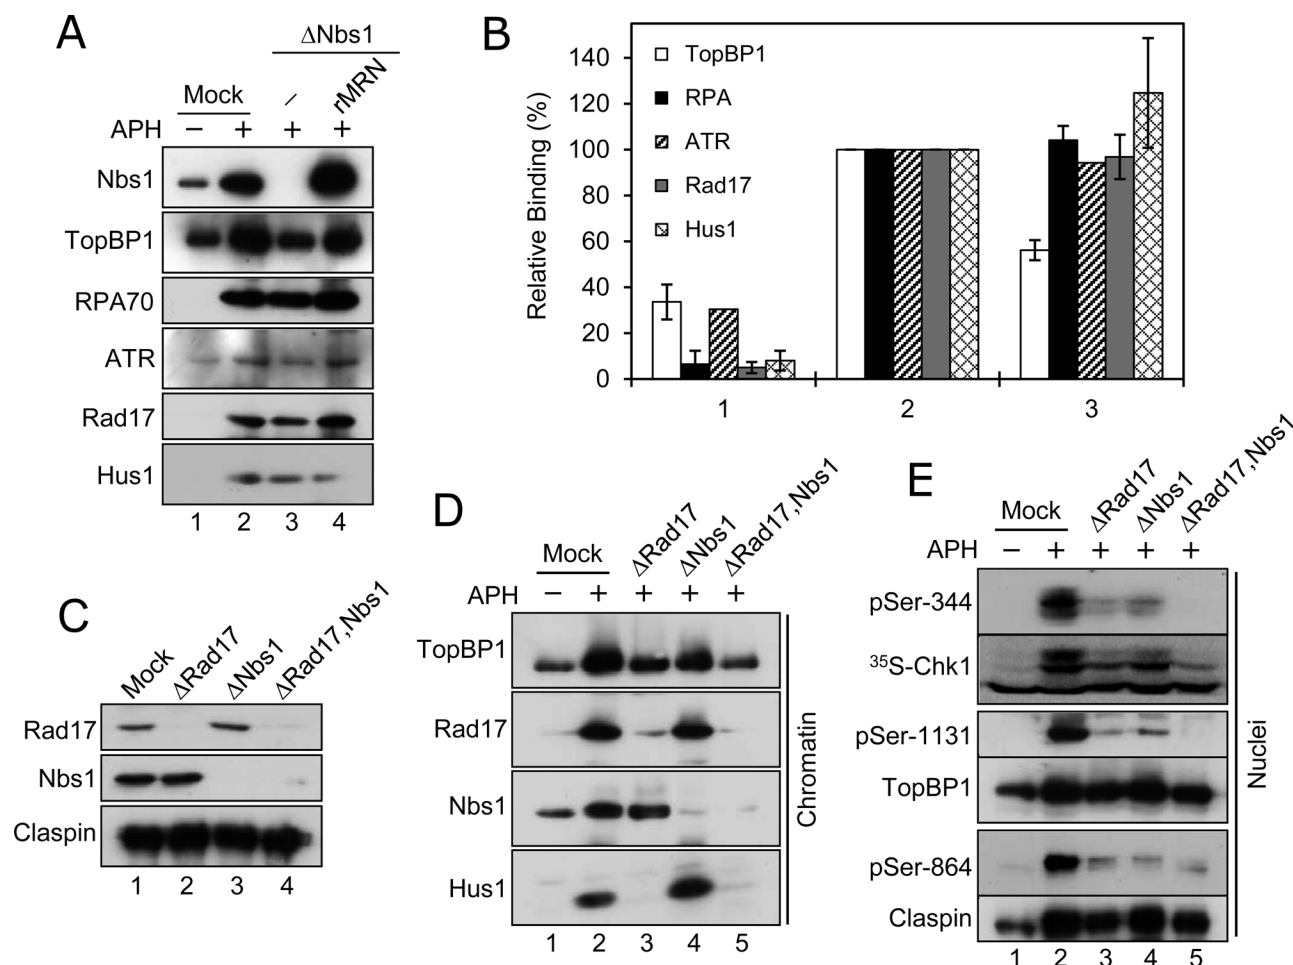 A
ΔNbs1
Mock
−
rMRN
APH − + + +
Nbs1
TopBP1
RPA70
ATR
Rad17
Hus1
1 2 3 4
B
Relative Binding (%)
140
120
100
80
60
40
20
0
TopBP1
RPA
ATR
Rad17
Hus1
1 2 3
C
Mock
ΔRad17
ΔNbs1
ΔRad17,Nbs1
Rad17
Nbs1
Claspin
1 2 3 4
D
Mock
ΔRad17
ΔNbs1
ΔRad17,Nbs1
APH − + + + +
TopBP1
Rad17
Nbs1
Hus1
Chromatin
1 2 3 4 5
E
Mock
ΔRad17
ΔNbs1
ΔRad17,Nbs1
APH − + + + +
pSer-344
³⁵S-Chk1
pSer-1131
TopBP1
pSer-864
Claspin
Nuclei
1 2 3 4 5